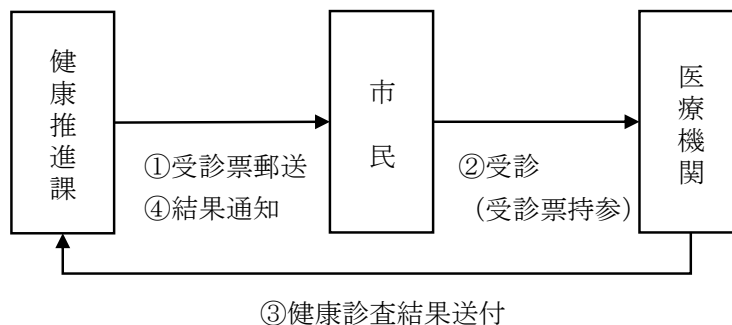 健康推進課
市民
医療機関
①受診票郵送
④結果通知
②受診
（受診票持参）
③健康診査結果送付